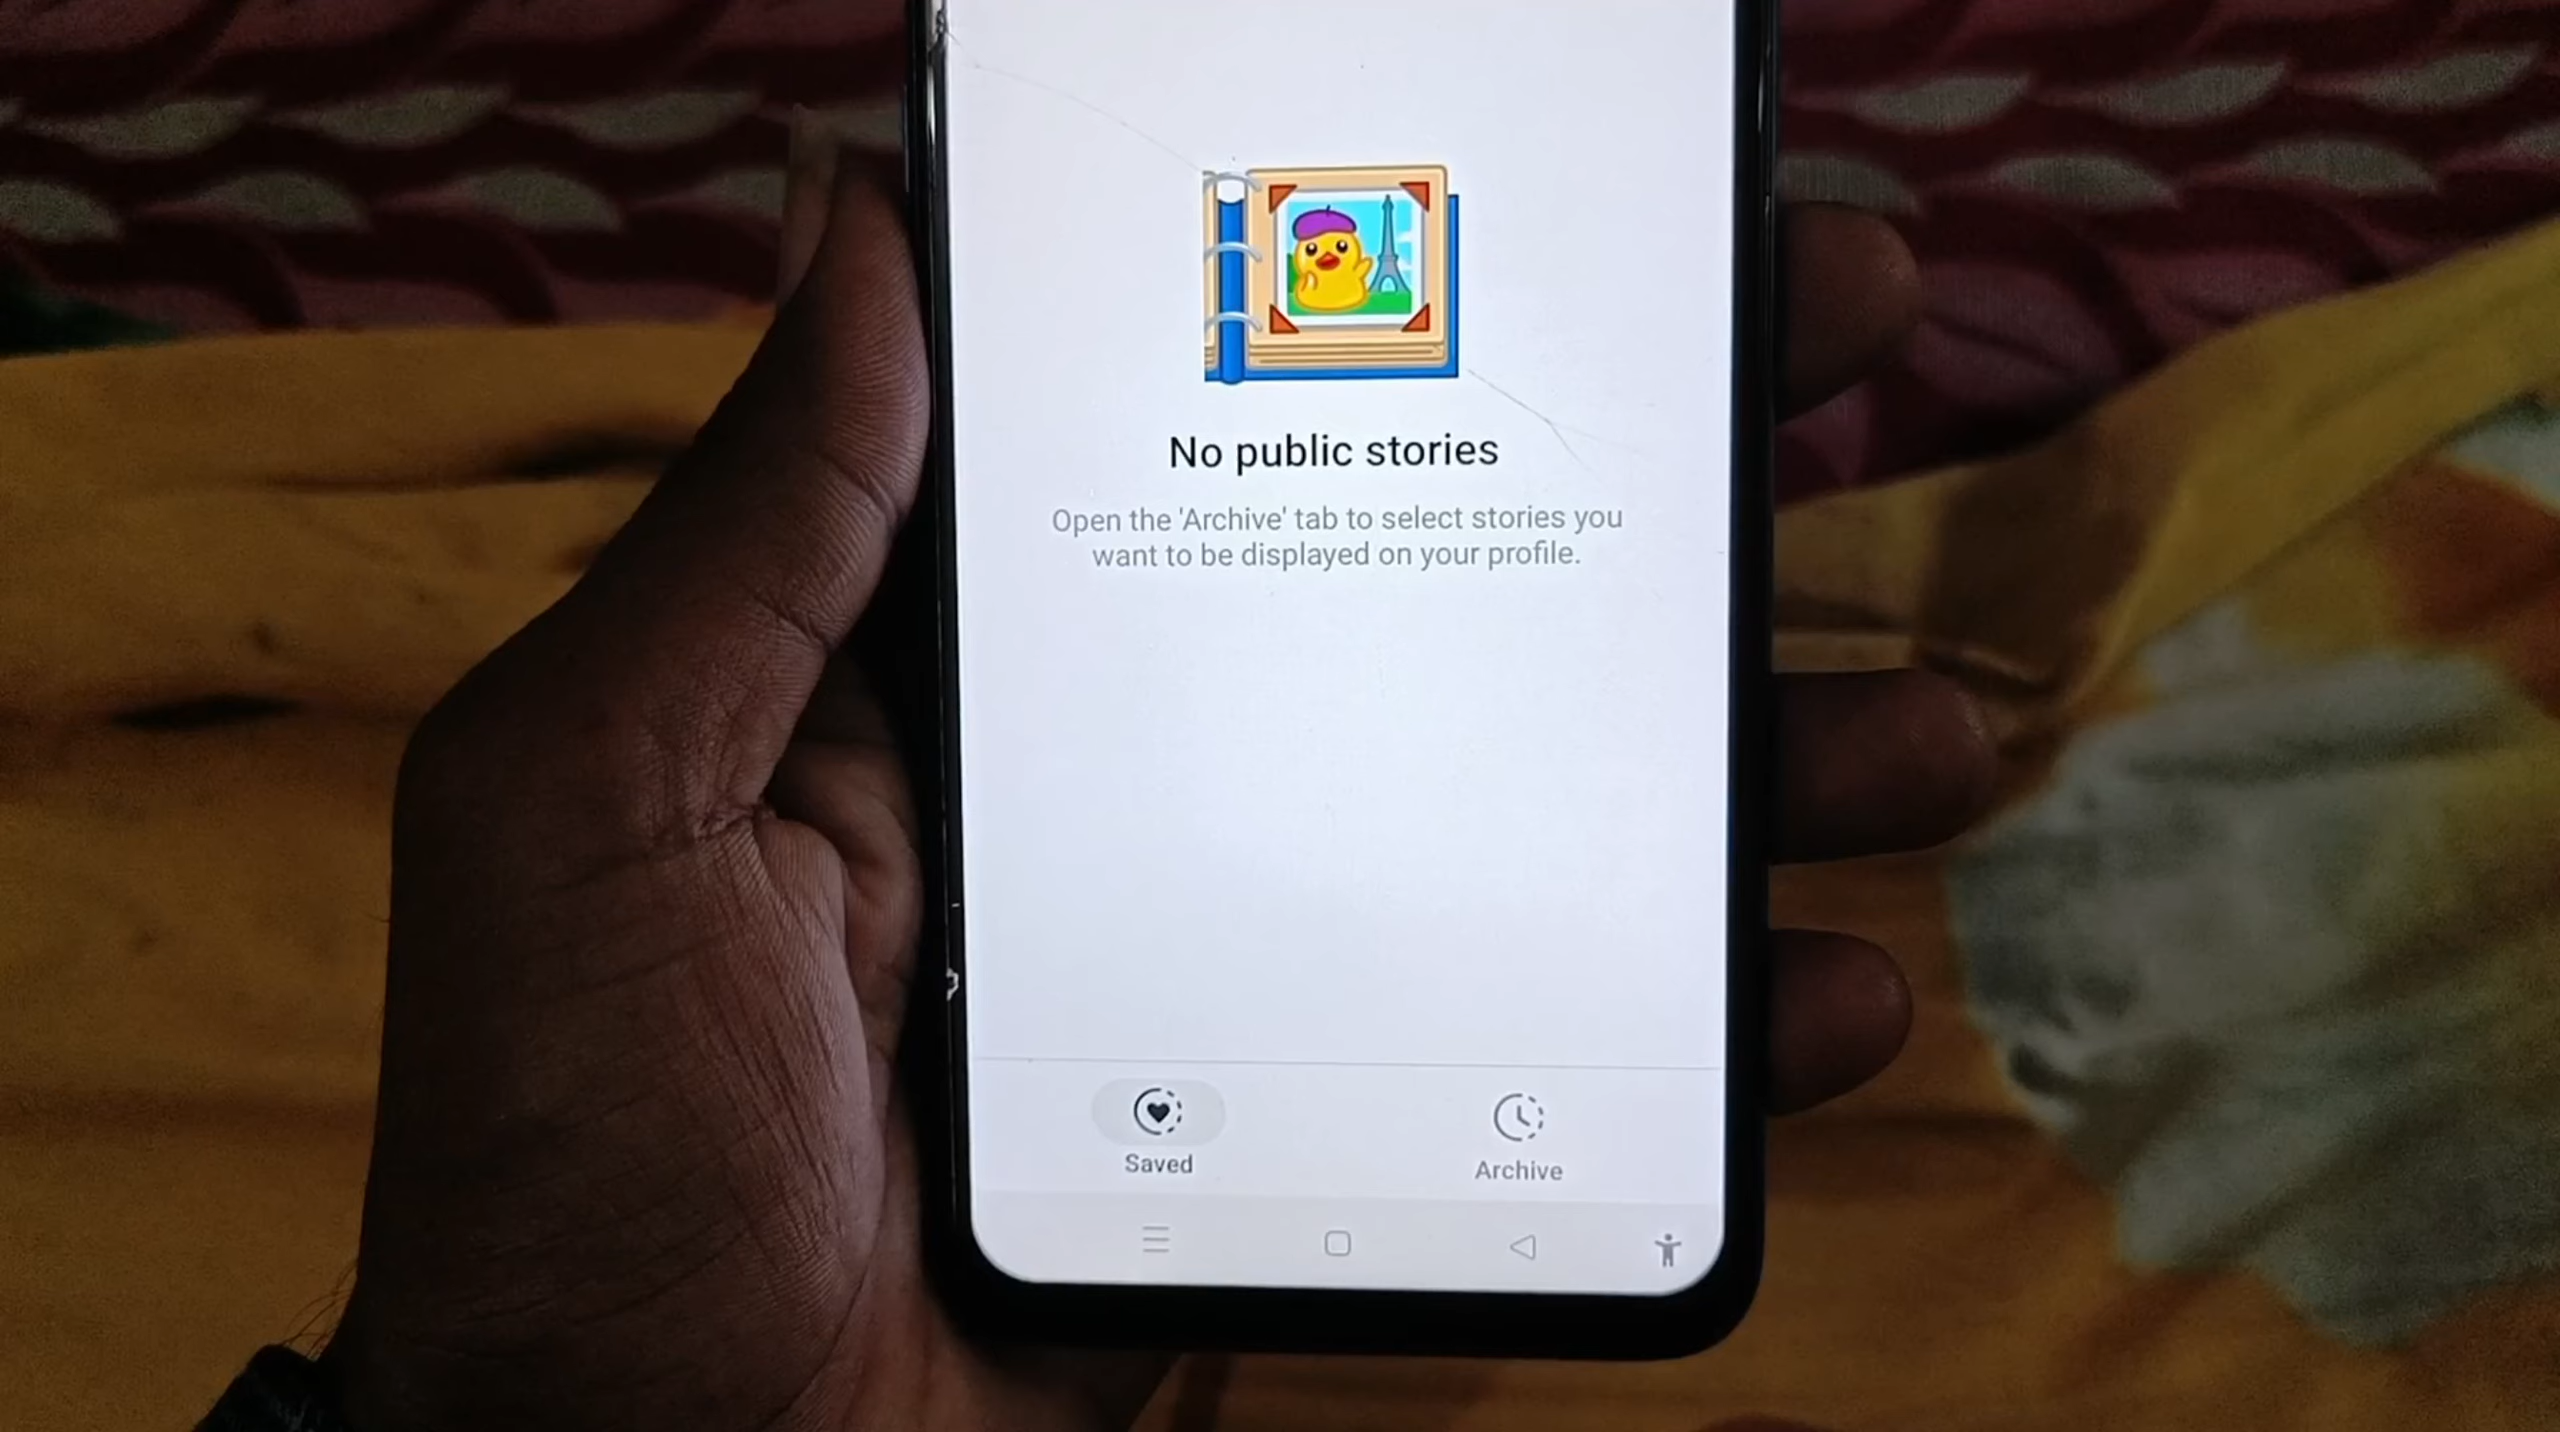 No public stories
Open the 'Archive' tab to select stories you
want to be displayed on your profile.
Saved
Archive